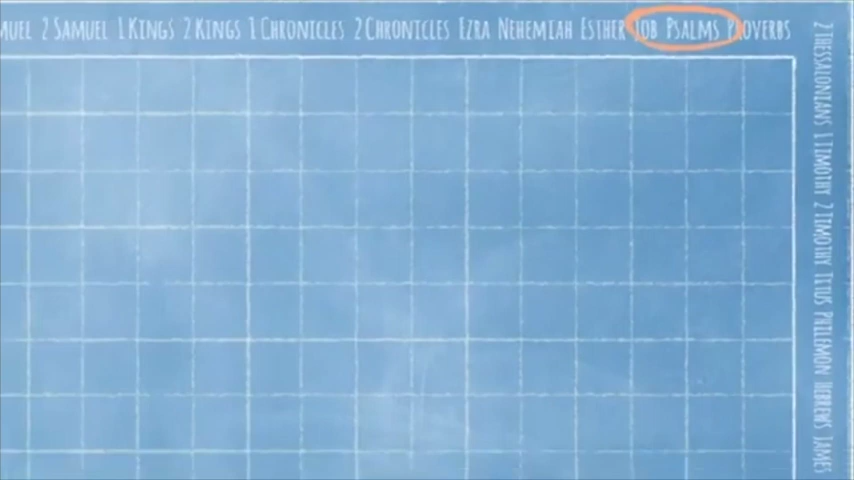 2 Samuel 1 Kings 2 Kings 1 Chronicles 2 Chronicles Ezra Nehemiah Esther Job Psalms Proverbs
2 Thessalonians 1 Timothy 2 Timothy Titus Philemon Hebrews James